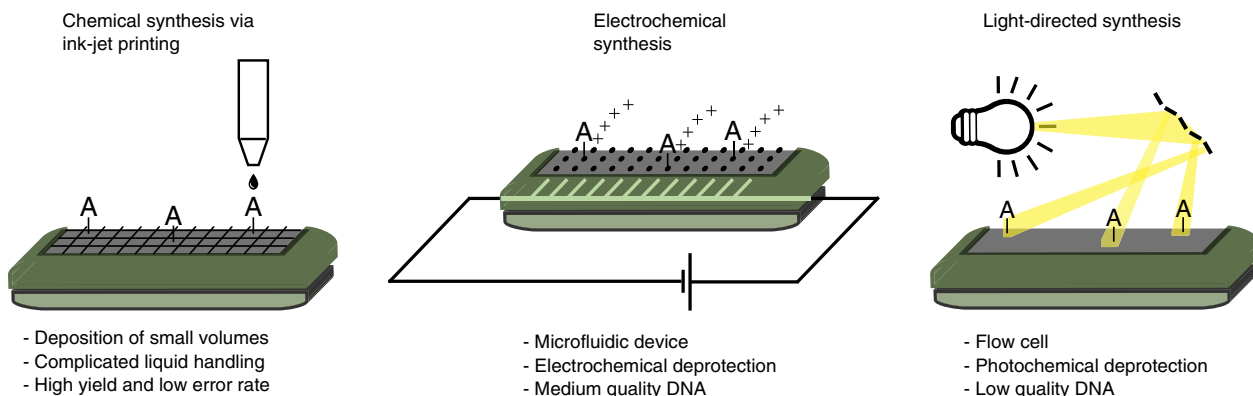 Chemical synthesis via
ink-jet printing
A
A
A
- Deposition of small volumes
- Complicated liquid handling
- High yield and low error rate
Electrochemical
synthesis
+ + + + + + + + + + + +
A
A
A
- Microfluidic device
- Electrochemical deprotection
- Medium quality DNA
Light-directed synthesis
A
A
A
- Flow cell
- Photochemical deprotection
- Low quality DNA